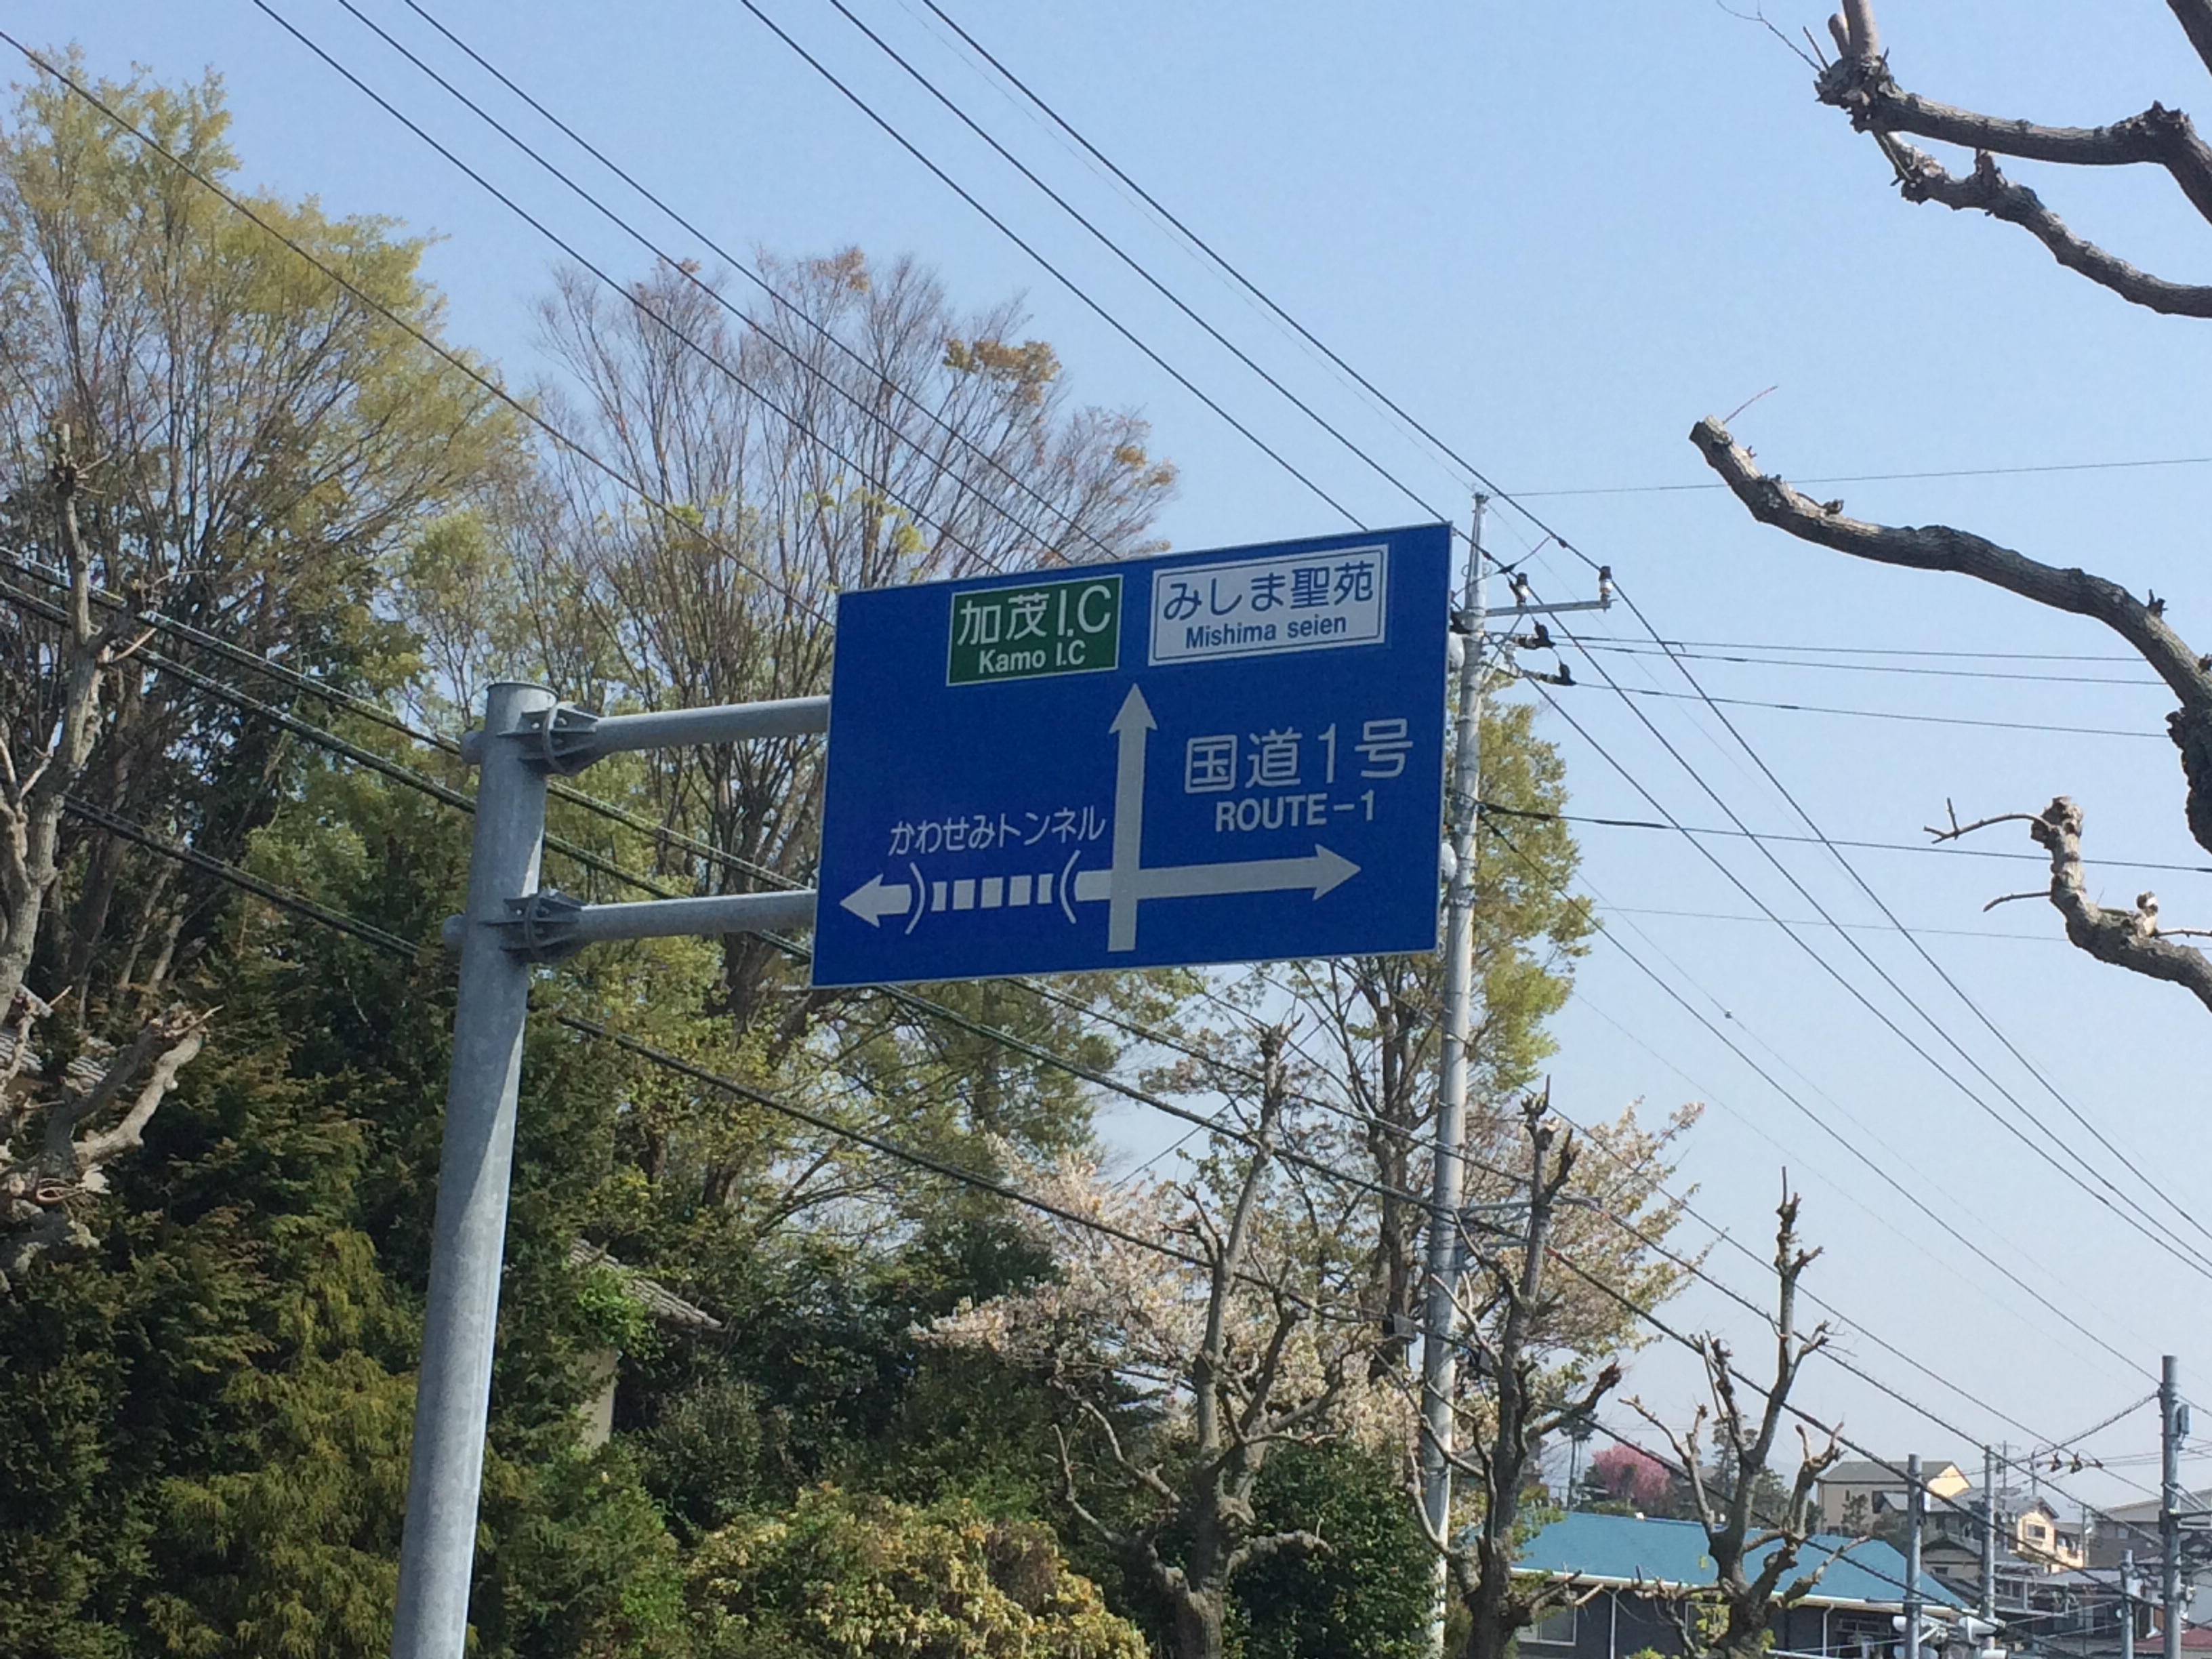 加茂I.C
Kamo I.C
みしま聖苑
Mishima seien
国道1号
ROUTE-1
かわせみトンネル